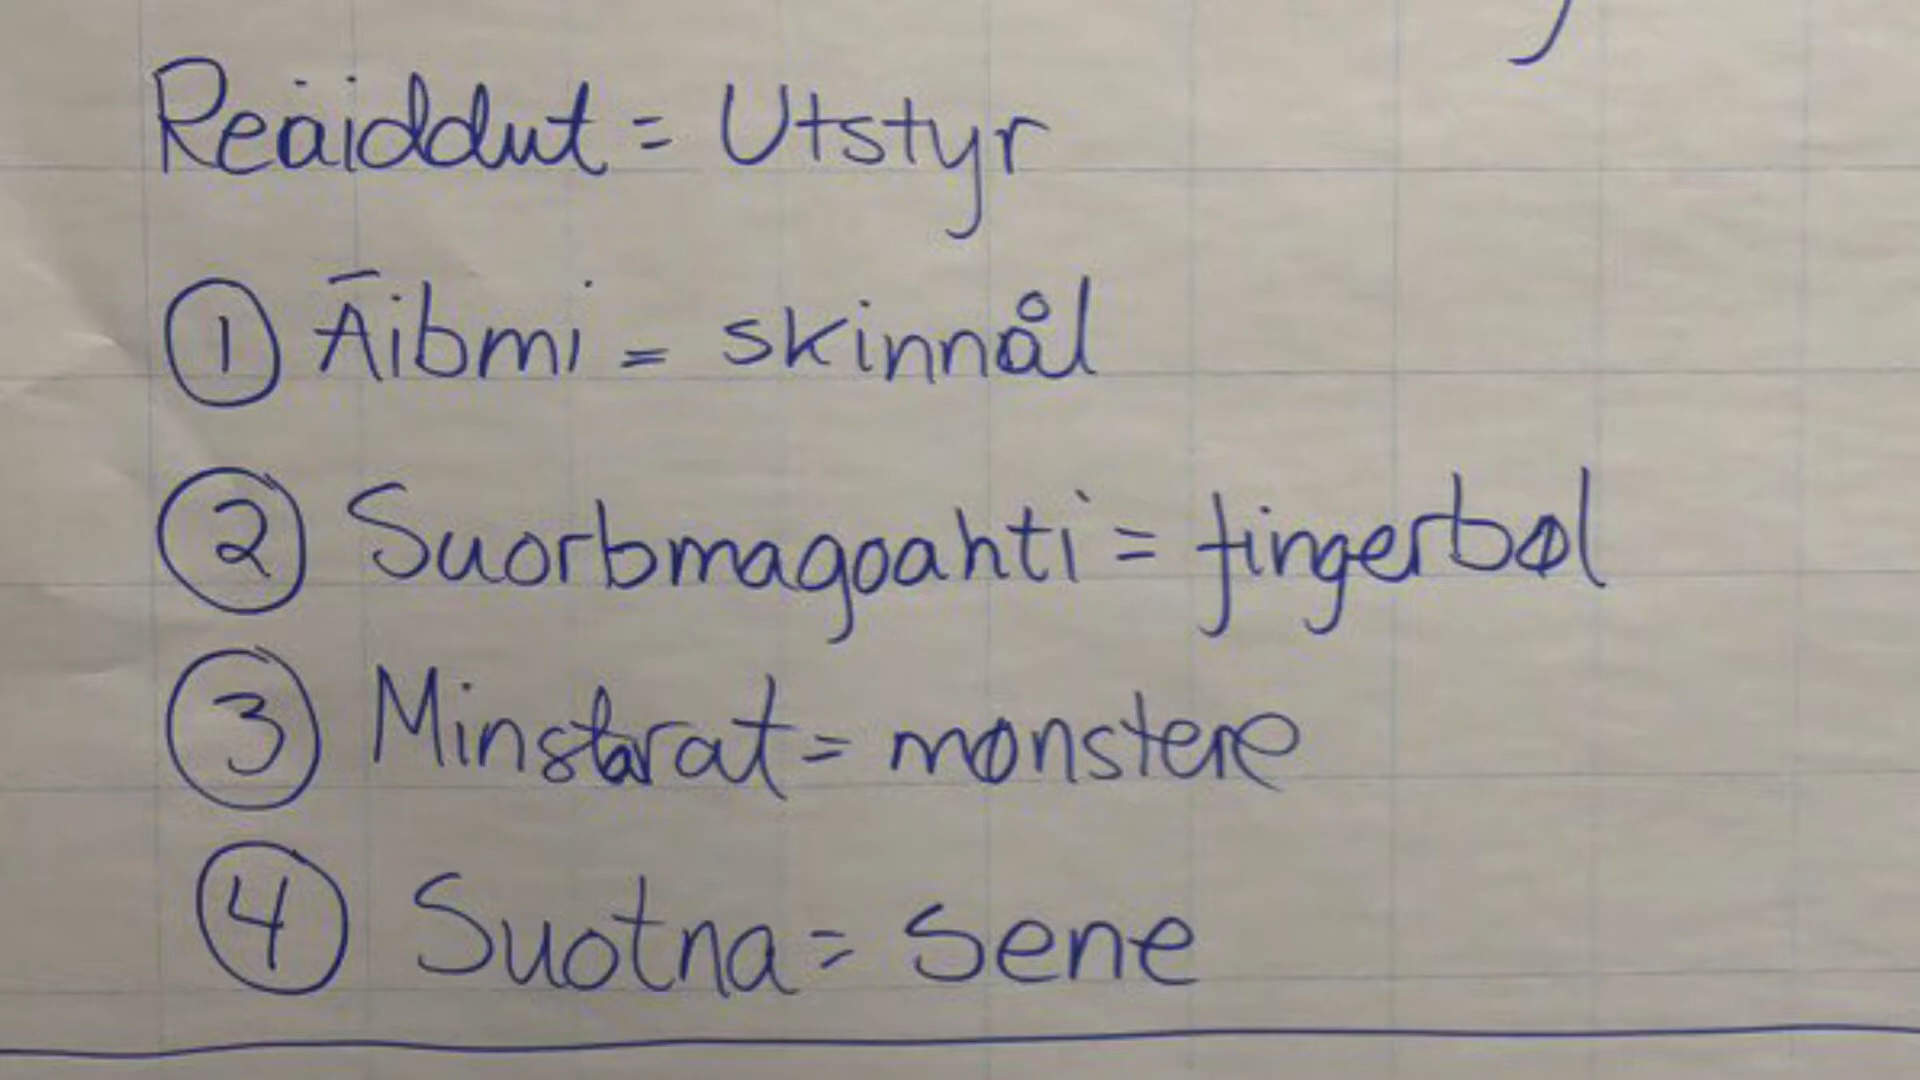 Reaiddut = Utstyr
① Āibmi = skinnål
② Suorbmagoahti = fingerbøl
③ Minstarat = mønstere
④ Suotna = Sene